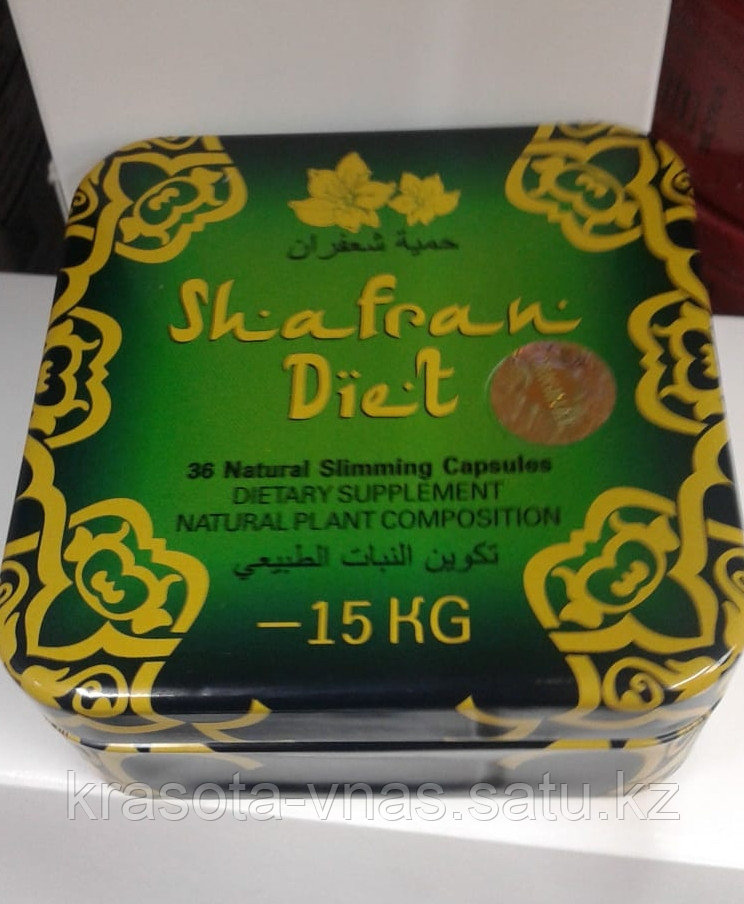 حمية شعفران
Shafran
Dïet
36 Natural Slimming Capsules
DIETARY SUPPLEMENT
NATURAL PLANT COMPOSITION
تكوين النبات الطبيعي
–15 KG
krasota-vnas.satu.kz